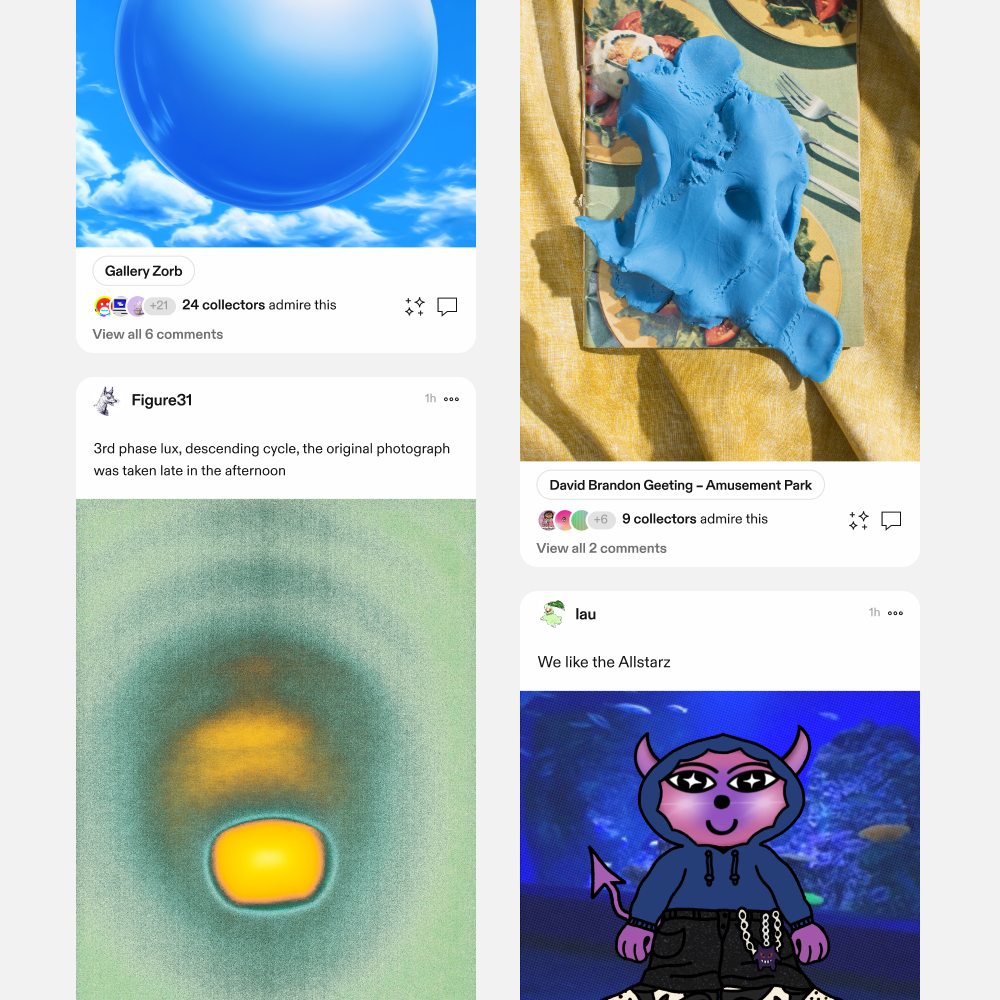 Gallery Zorb
+21
24 collectors admire this
View all 6 comments
Figure31
1h
3rd phase lux, descending cycle, the original photograph
was taken late in the afternoon
David Brandon Geeting – Amusement Park
+6
9 collectors admire this
View all 2 comments
lau
1h
We like the Allstarz